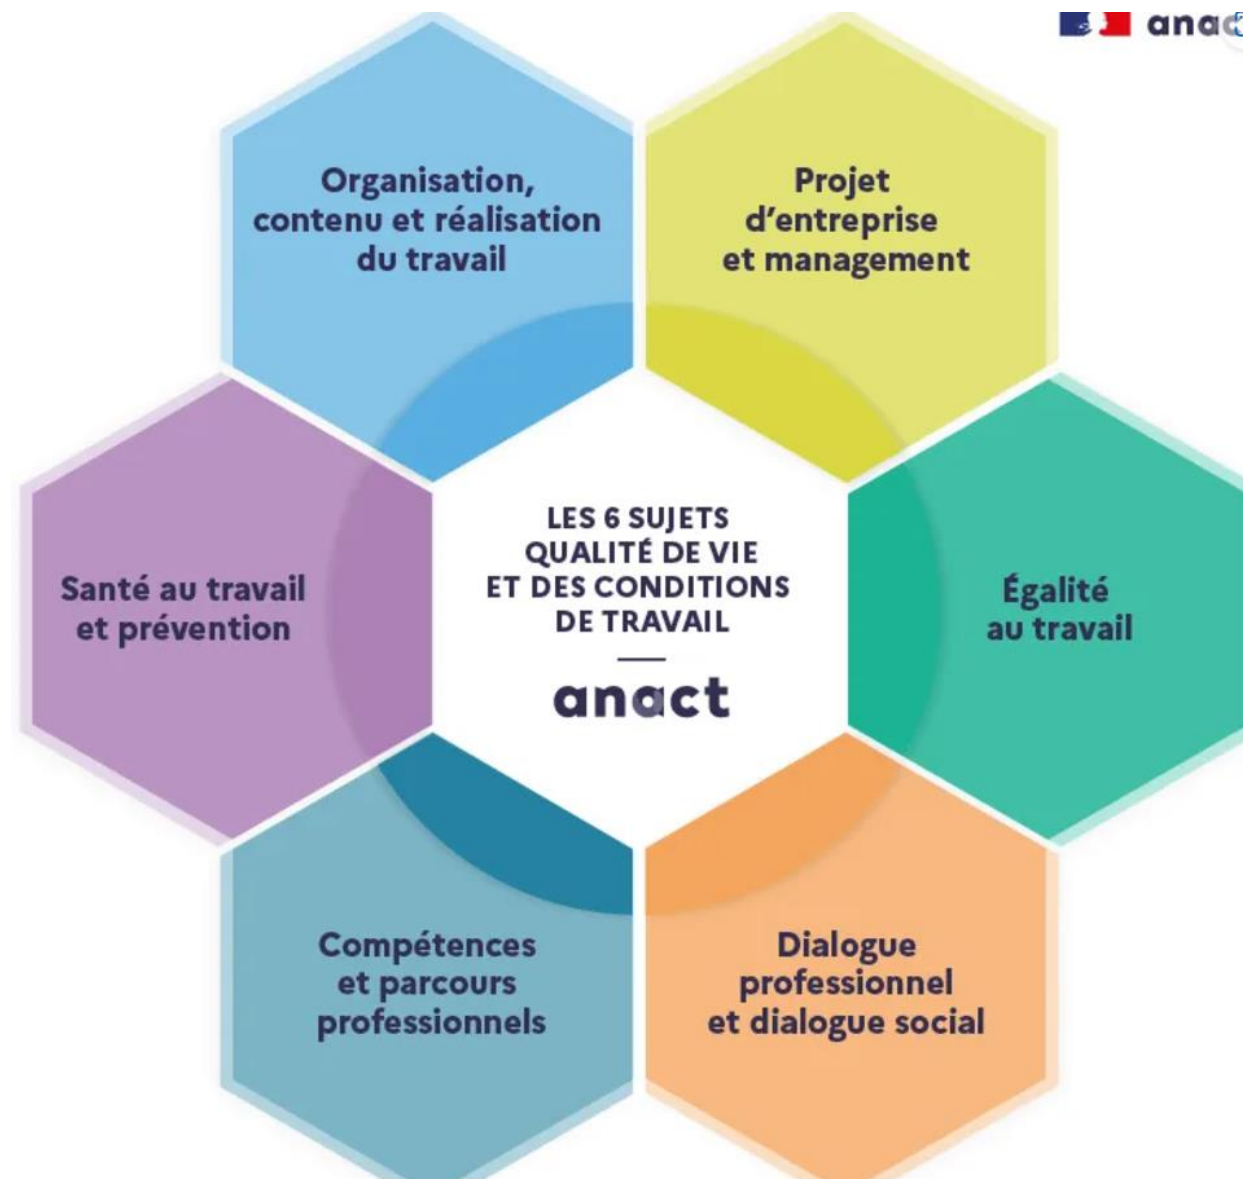 Organisation,
contenu et réalisation
du travail
Projet
d’entreprise
et management
Santé au travail
et prévention
LES 6 SUJETS
QUALITÉ DE VIE
ET DES CONDITIONS
DE TRAVAIL
anact
Égalité
au travail
Compétences
et parcours
professionnels
Dialogue
professionnel
et dialogue social